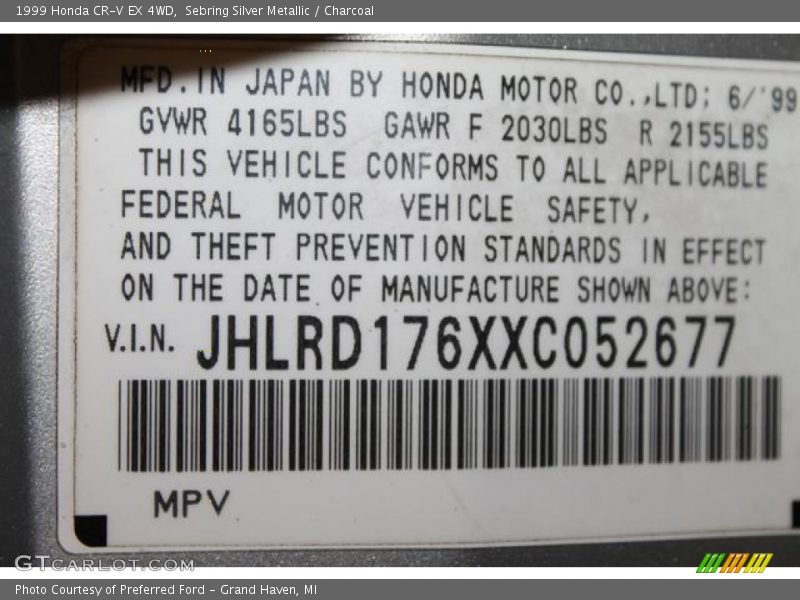 1999 Honda CR-V EX 4WD,  Sebring Silver Metallic / Charcoal
MFD. IN JAPAN BY HONDA MOTOR CO.,LTD; 6/'99
GVWR 4165LBS GAWR F 2030LBS R 2155LBS
THIS VEHICLE CONFORMS TO ALL APPLICABLE
FEDERAL MOTOR VEHICLE SAFETY,
AND THEFT PREVENTION STANDARDS IN EFFECT
ON THE DATE OF MANUFACTURE SHOWN ABOVE:
V.I.N. JHLRD176XXC052677
MPV
GTCARLOT.COM
Photo Courtesy of Preferred Ford - Grand Haven, MI